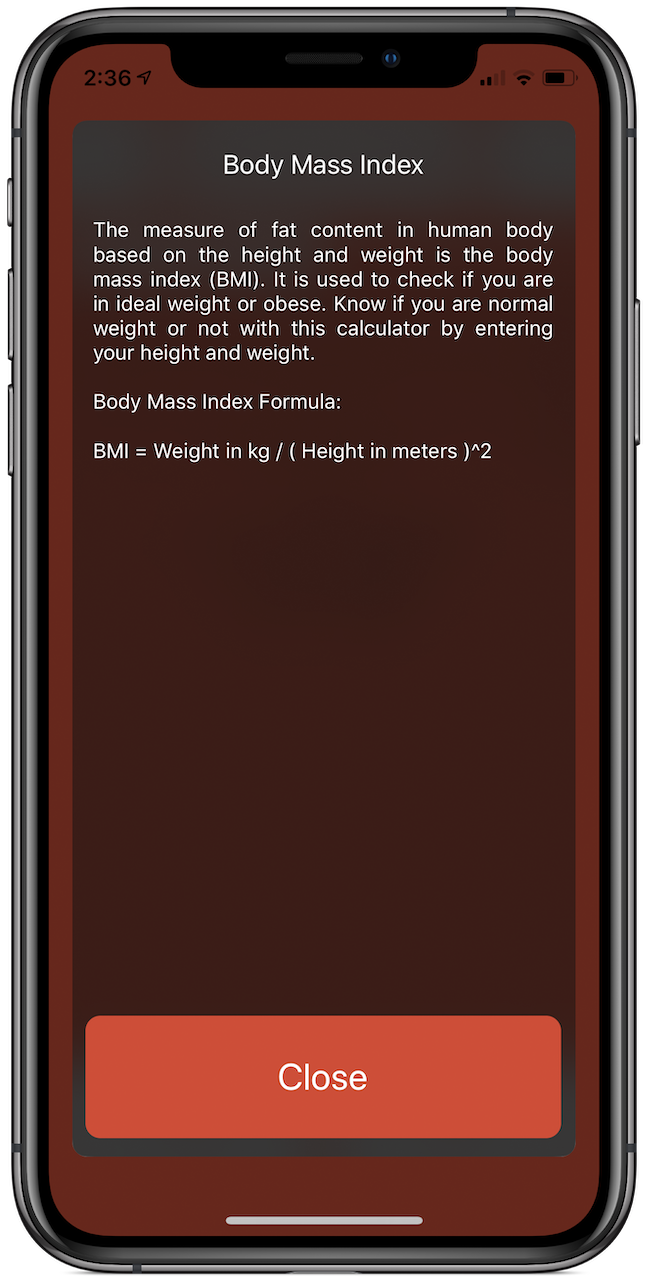 2:36
Body Mass Index
The measure of fat content in human body
based on the height and weight is the body
mass index (BMI). It is used to check if you are
in ideal weight or obese. Know if you are normal
weight or not with this calculator by entering
your height and weight.
Body Mass Index Formula:
BMI = Weight in kg / ( Height in meters )^2
Close